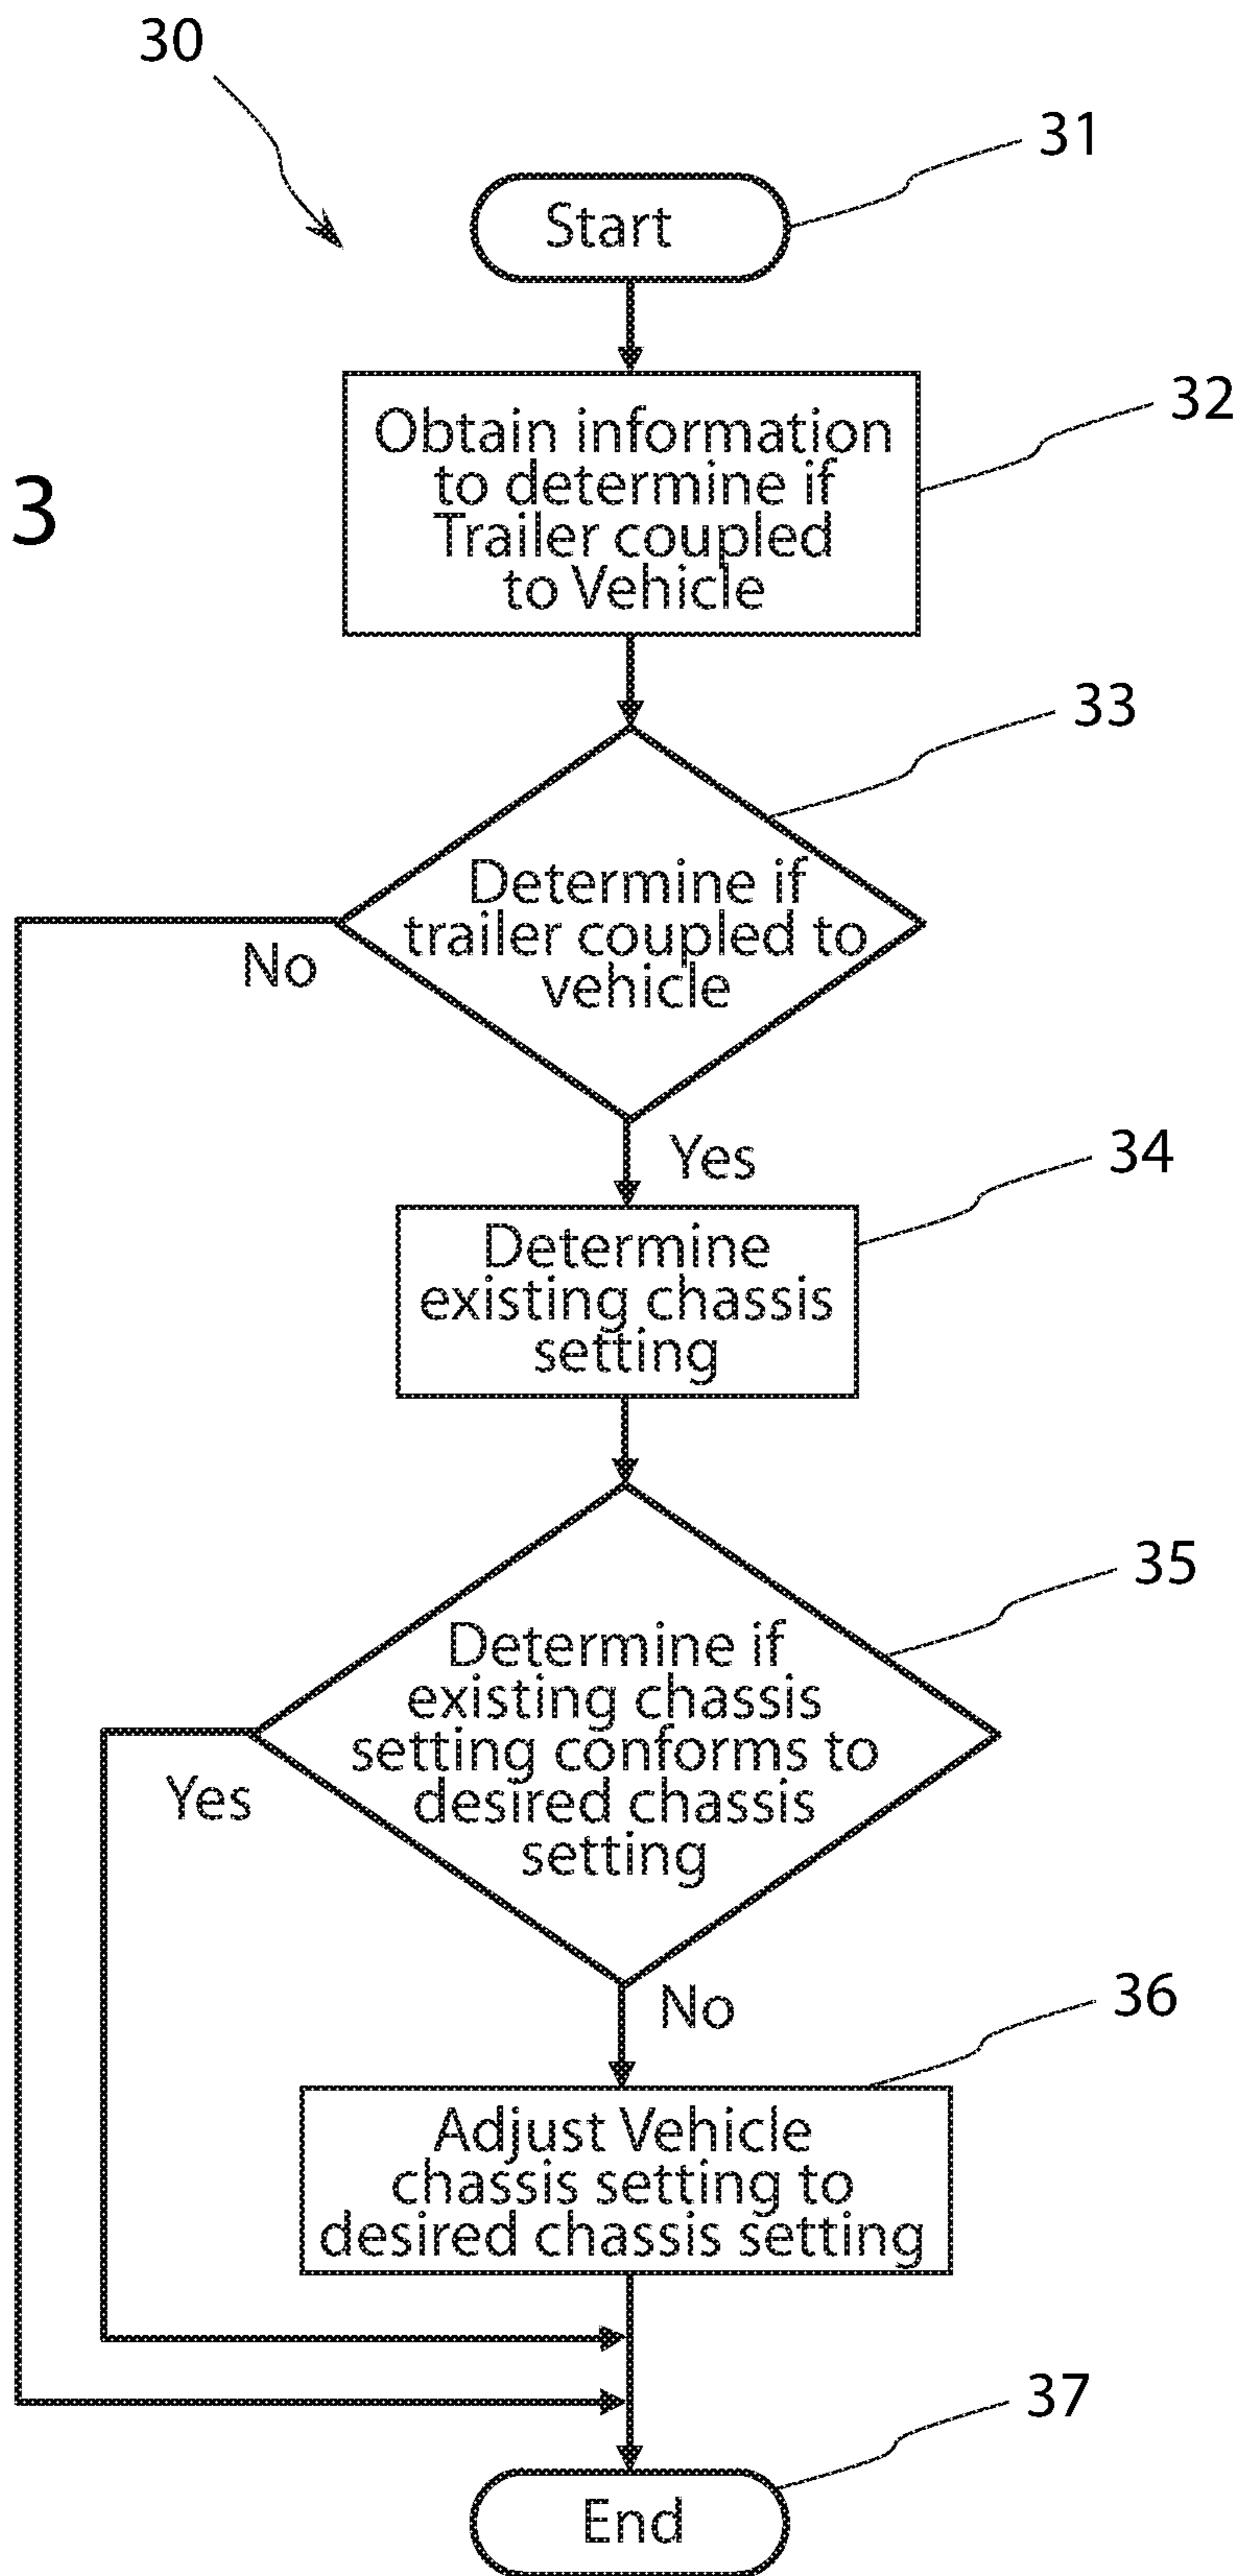 30
31
Start
32
Obtain information
to determine if
Trailer coupled
to Vehicle
3
33
Determine if
trailer coupled to
vehicle
No
Yes
34
Determine
existing chassis
setting
35
Determine if
existing chassis
setting conforms to
desired chassis
setting
Yes
No
36
Adjust Vehicle
chassis setting to
desired chassis setting
37
End